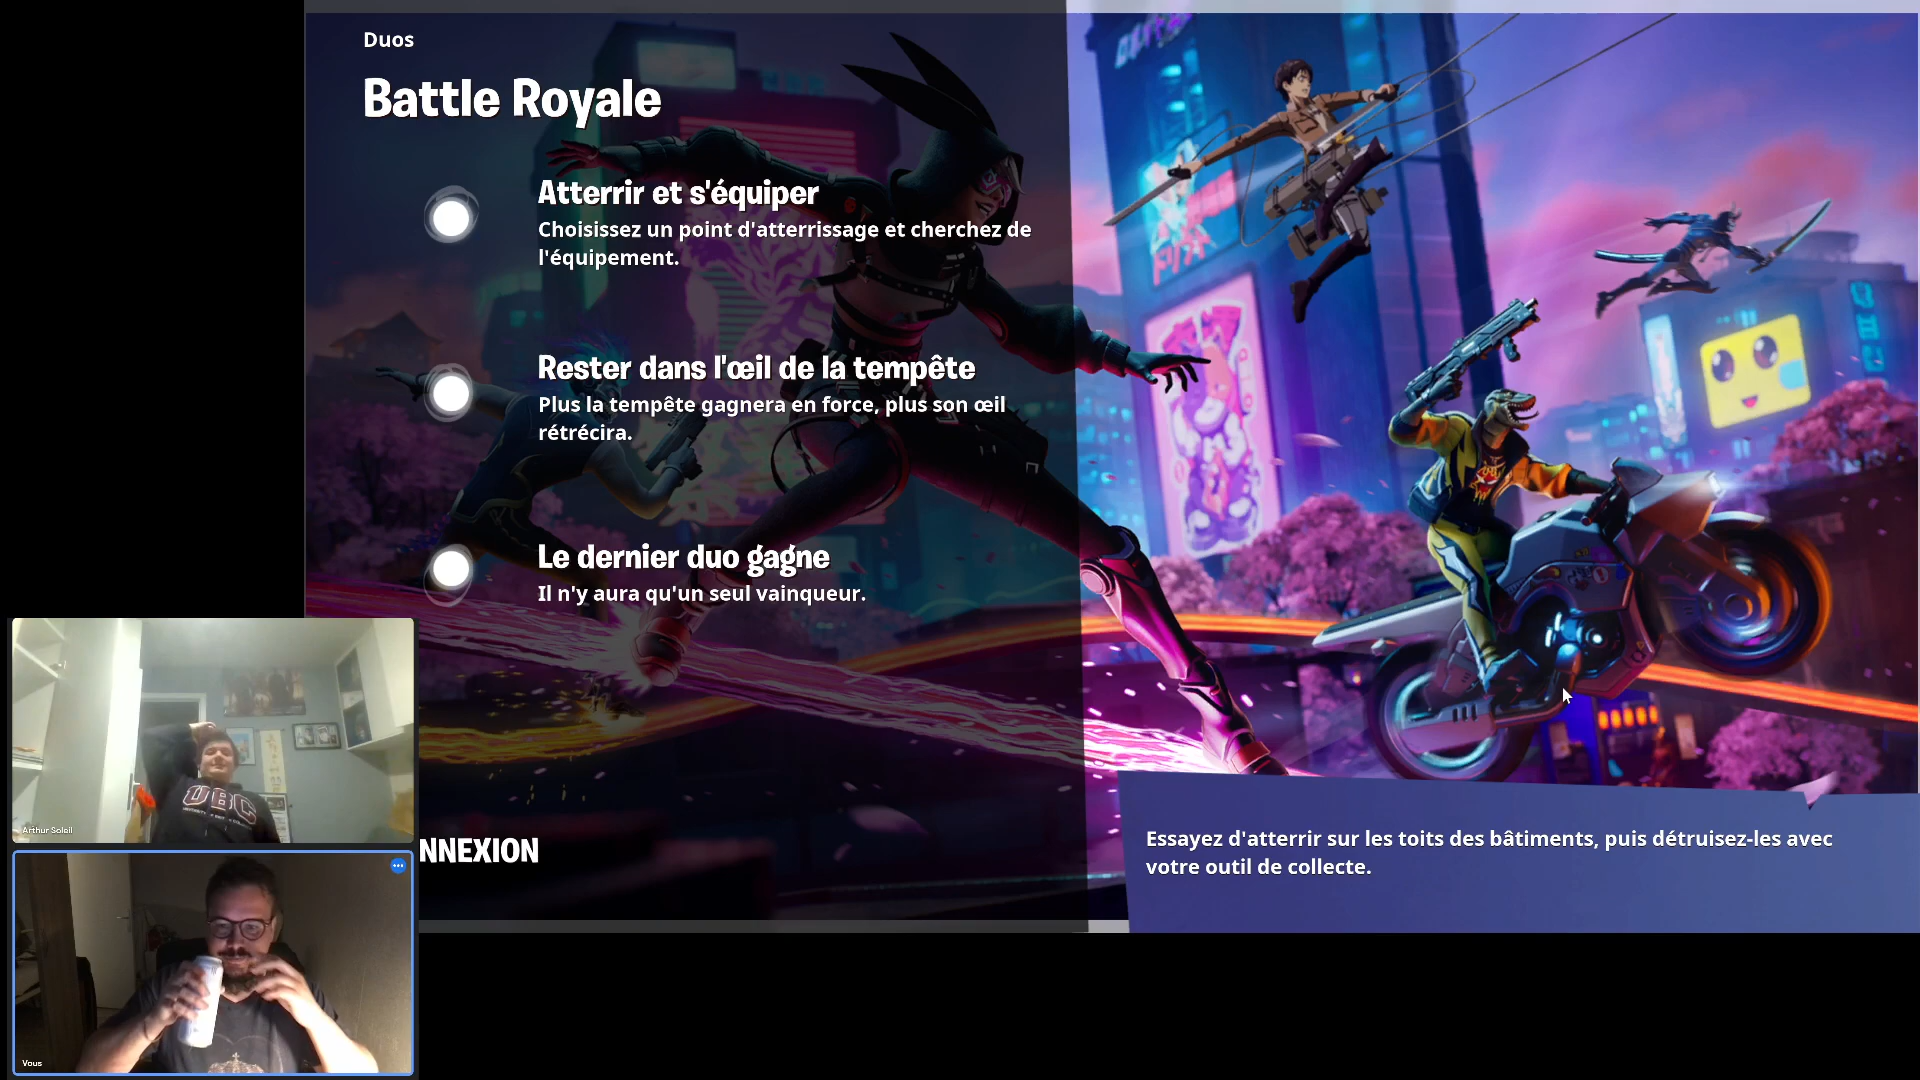 Duos
Battle Royale
Atterrir et s'équiper
Choisissez un point d'atterrissage et cherchez de
l'équipement.
Rester dans l'œil de la tempête
Plus la tempête gagnera en force, plus son œil
rétrécira.
Le dernier duo gagne
Il n'y aura qu'un seul vainqueur.
NNEXION
Essayez d'atterrir sur les toits des bâtiments, puis détruisez-les avec
votre outil de collecte.
UBC
Arthur Soleil
Vous